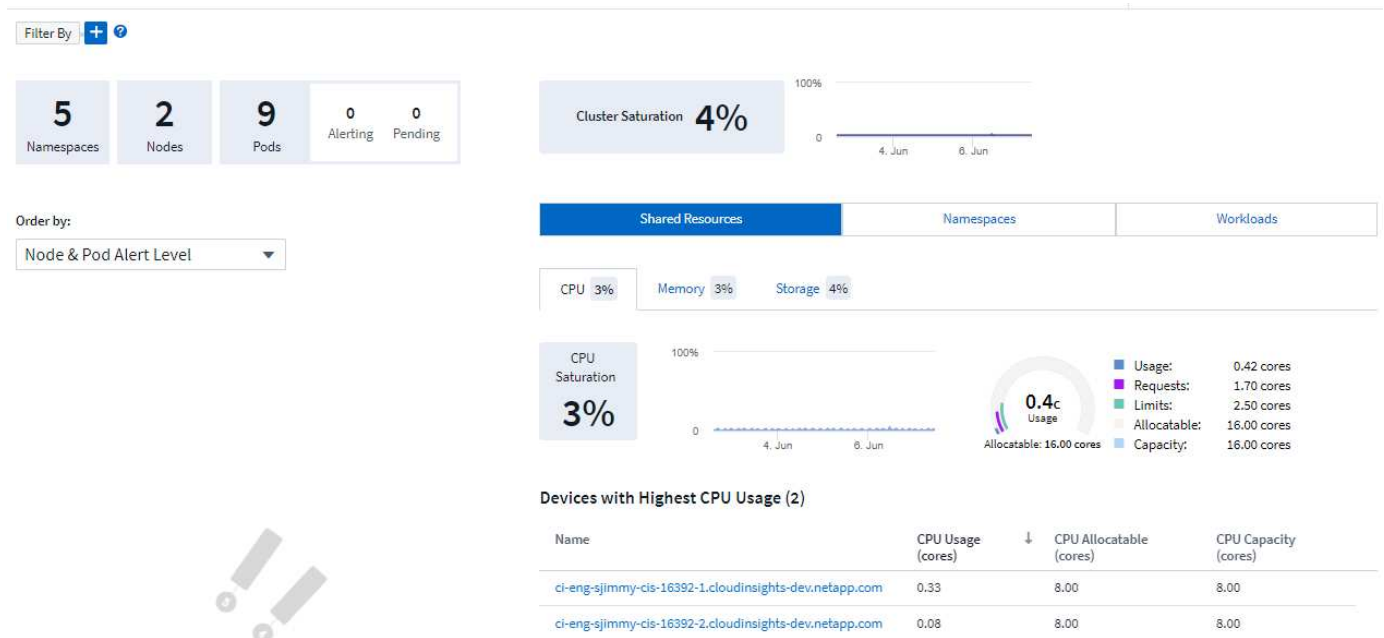 Filter By + ?
5 Namespaces
2 Nodes
9 Pods
0 Alerting
0 Pending
Cluster Saturation 4%
100%
0
4. Jun 6. Jun
Order by:
Node & Pod Alert Level
Shared Resources Namespaces Workloads
CPU 3% Memory 3% Storage 4%
CPU
Saturation
3%
100%
0
4. Jun 6. Jun
0.4c
Usage
Allocatable: 16.00 cores
Usage: 0.42 cores
Requests: 1.70 cores
Limits: 2.50 cores
Allocatable: 16.00 cores
Capacity: 16.00 cores
Devices with Highest CPU Usage (2)
Name CPU Usage (cores) ↓ CPU Allocatable (cores) CPU Capacity (cores)
ci-eng-sjimmy-cis-16392-1.cloudinsights-dev.netapp.com 0.33 8.00 8.00
ci-eng-sjimmy-cis-16392-2.cloudinsights-dev.netapp.com 0.08 8.00 8.00